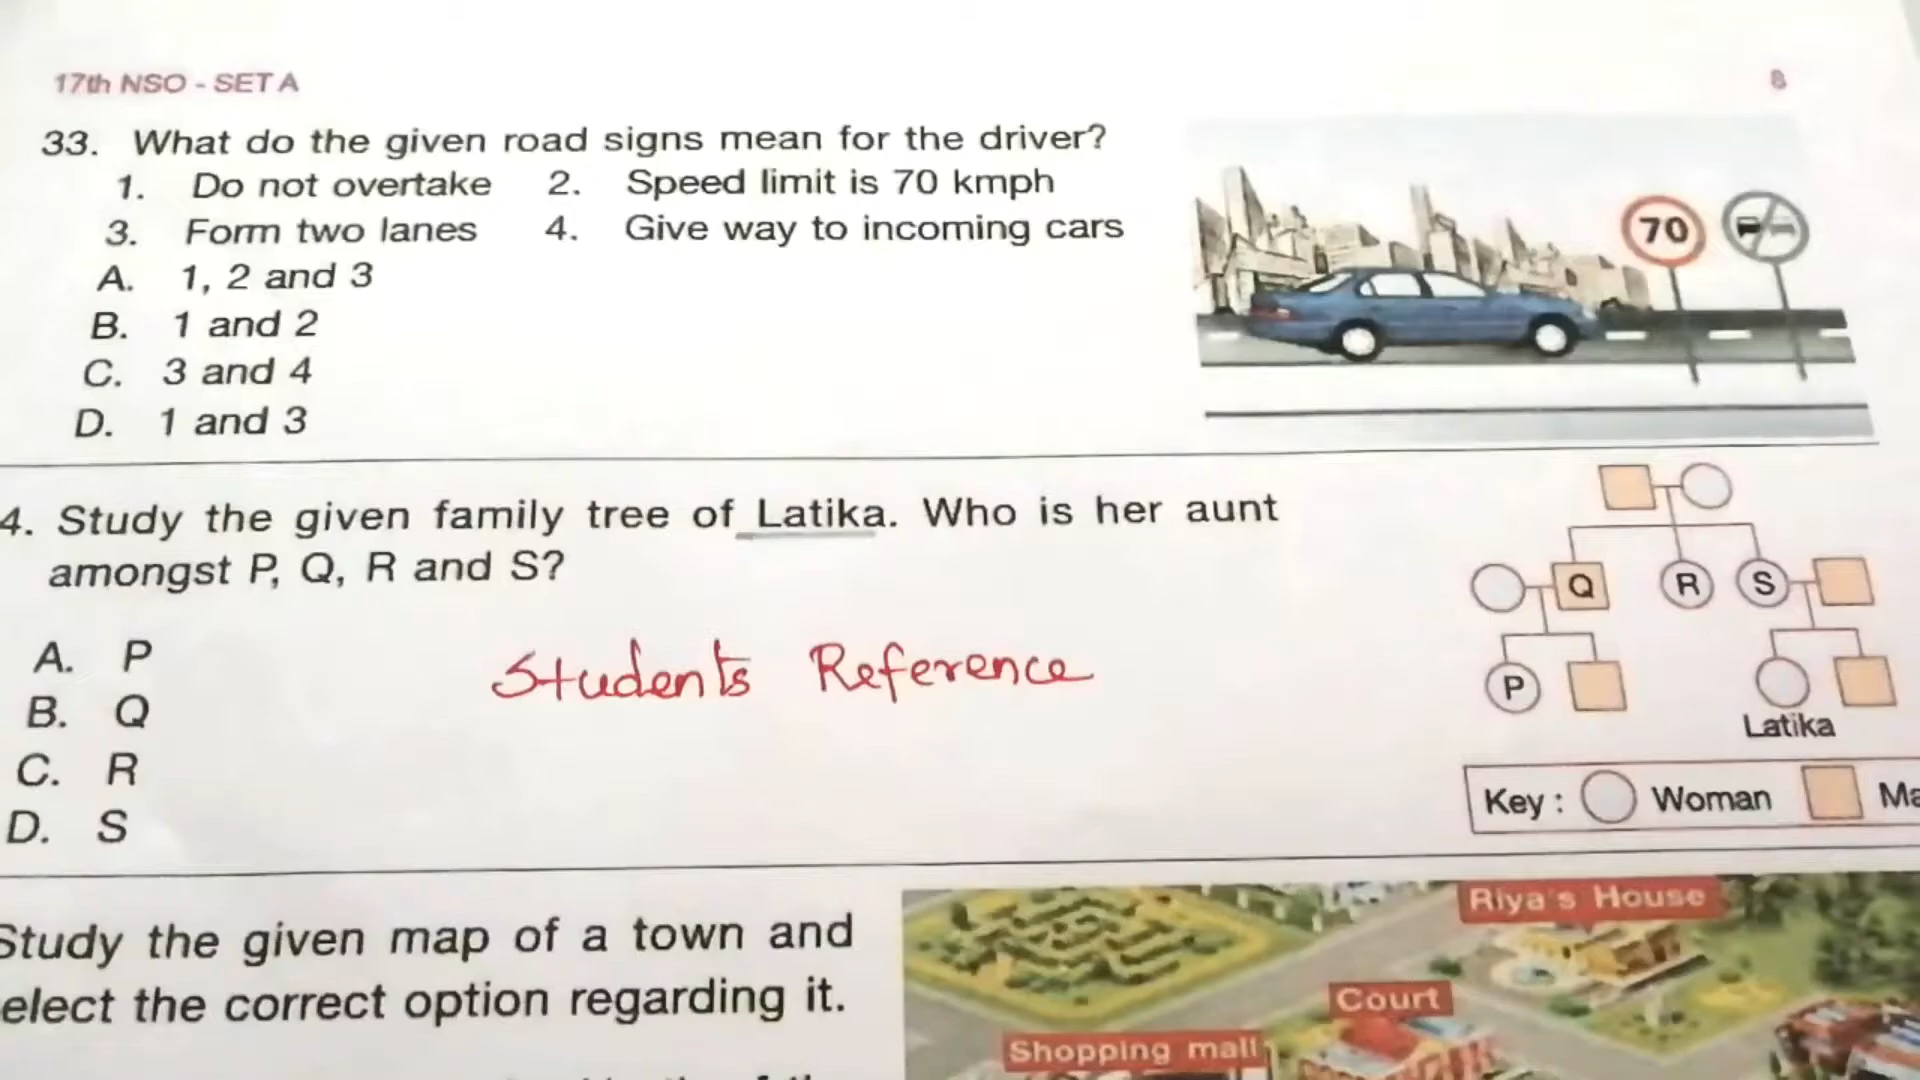 17th NSO - SET A
8
33. What do the given road signs mean for the driver?
1. Do not overtake 2. Speed limit is 70 kmph
3. Form two lanes 4. Give way to incoming cars
A. 1, 2 and 3
B. 1 and 2
C. 3 and 4
D. 1 and 3
70
4. Study the given family tree of Latika. Who is her aunt
amongst P, Q, R and S?
A. P
B. Q
C. R
D. S
Students Reference
Q R S
P
Latika
Key : Woman Ma
Study the given map of a town and
elect the correct option regarding it.
Riya's House
Court
Shopping mall